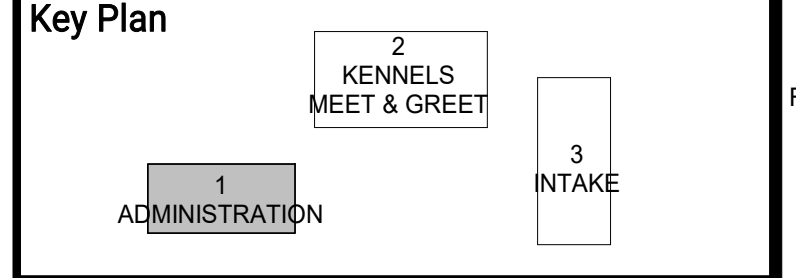 Key Plan
2
KENNELS
MEET & GREET
3
INTAKE
1
ADMINISTRATION